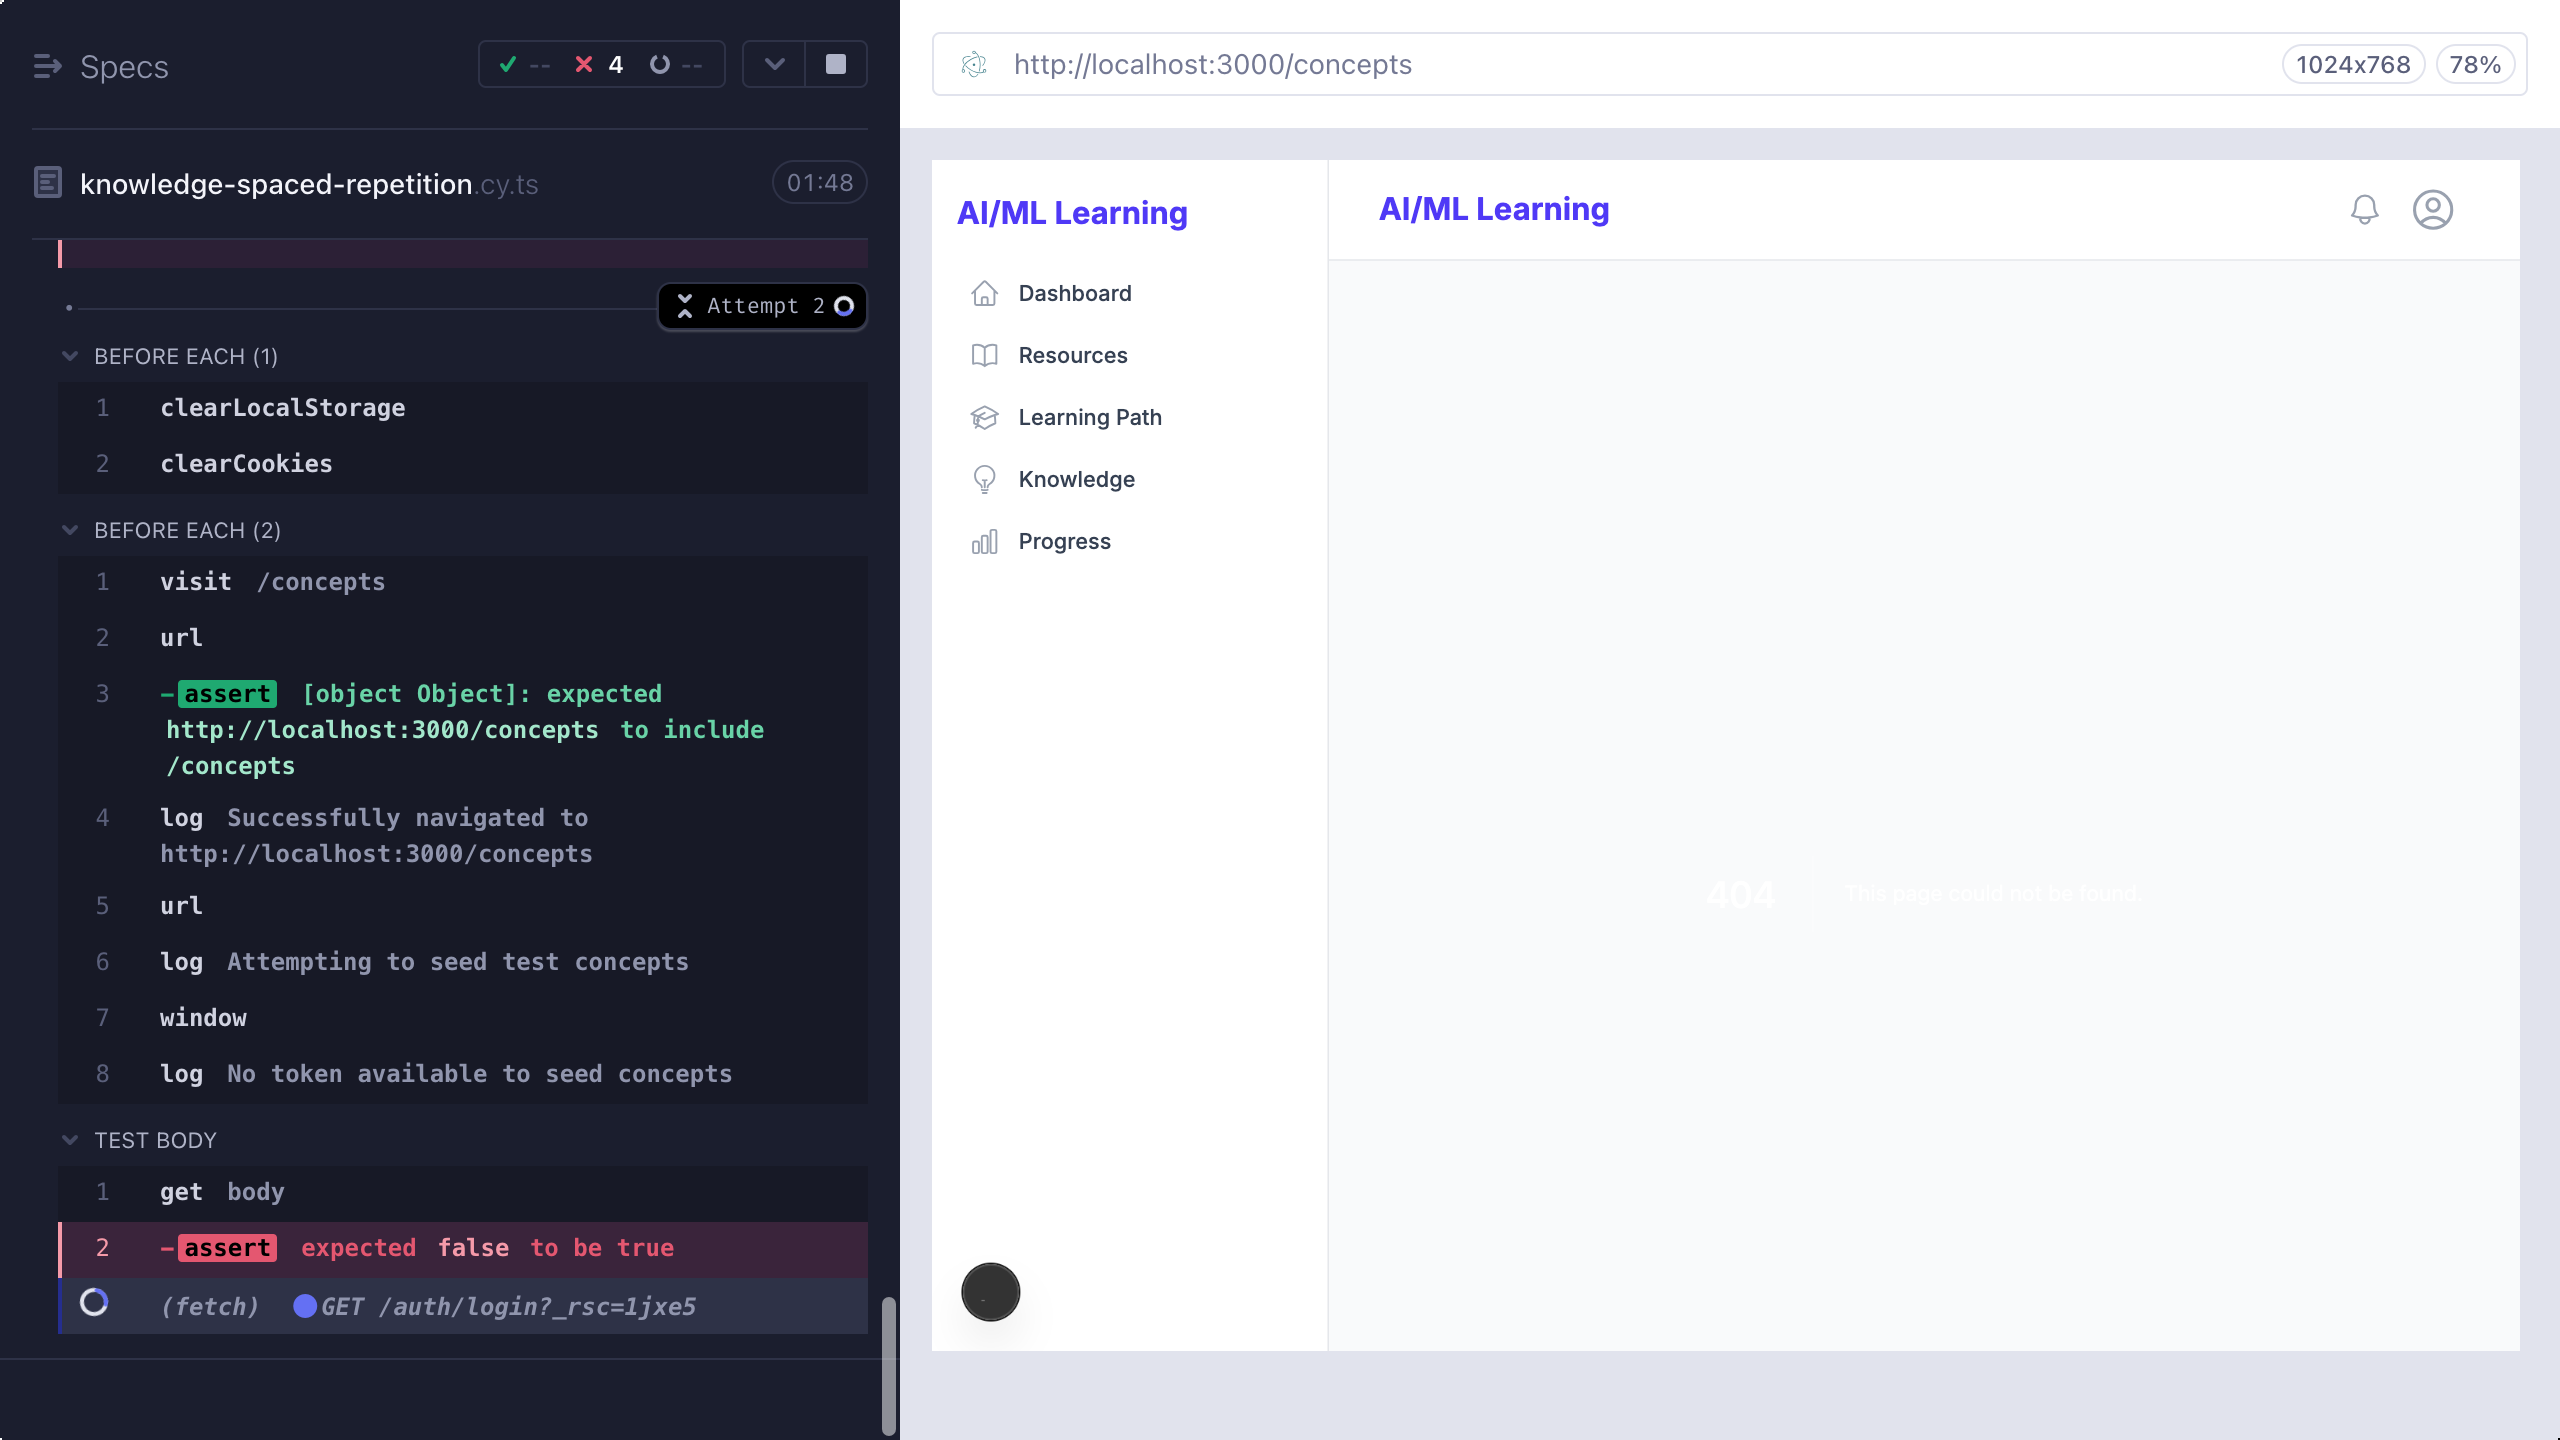 Specs
-- 4 --
knowledge-spaced-repetition.cy.ts
01:48
Attempt 2
BEFORE EACH (1)
1 clearLocalStorage
2 clearCookies
BEFORE EACH (2)
1 visit /concepts
2 url
3 -assert [object Object]: expected
http://localhost:3000/concepts to include
/concepts
4 log Successfully navigated to
http://localhost:3000/concepts
5 url
6 log Attempting to seed test concepts
7 window
8 log No token available to seed concepts
TEST BODY
1 get body
2 -assert expected false to be true
(fetch) GET /auth/login?_rsc=1jxe5
http://localhost:3000/concepts
1024x768
78%
AI/ML Learning
Dashboard
Resources
Learning Path
Knowledge
Progress
AI/ML Learning
404 This page could not be found.